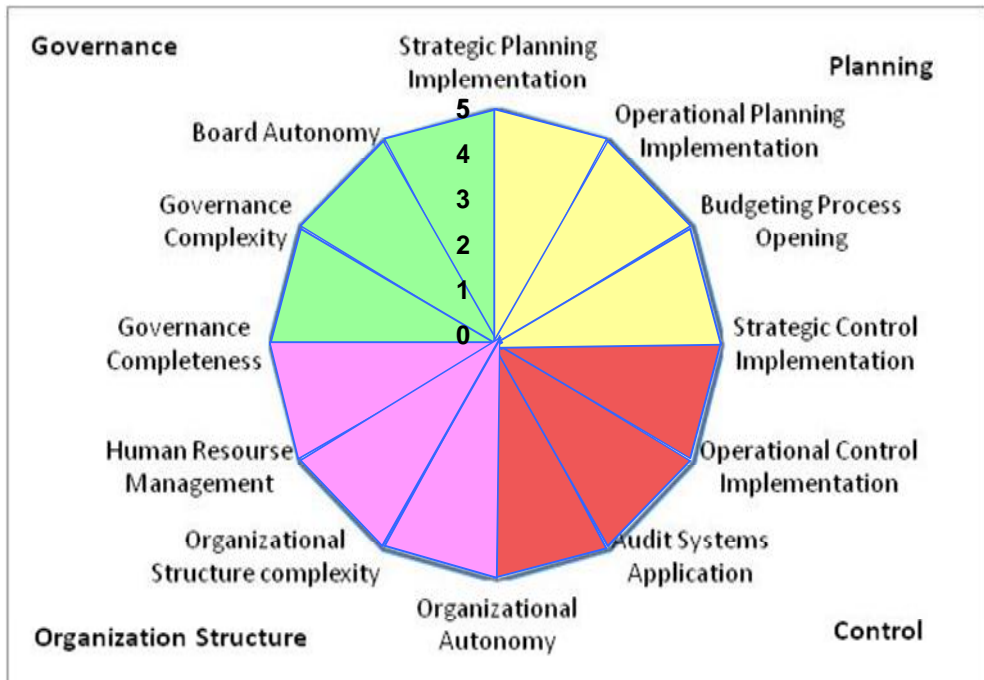 Governance
Strategic Planning
Implementation
Planning
Board Autonomy
Operational Planning
Implementation
Governance
Complexity
Budgeting Process
Opening
5
4
3
2
1
0
Governance
Completeness
Strategic Control
Implementation
Human Resourse
Management
Operational Control
Implementation
Organizational
Structure complexity
Audit Systems
Application
Organizational
Autonomy
Organization Structure
Control